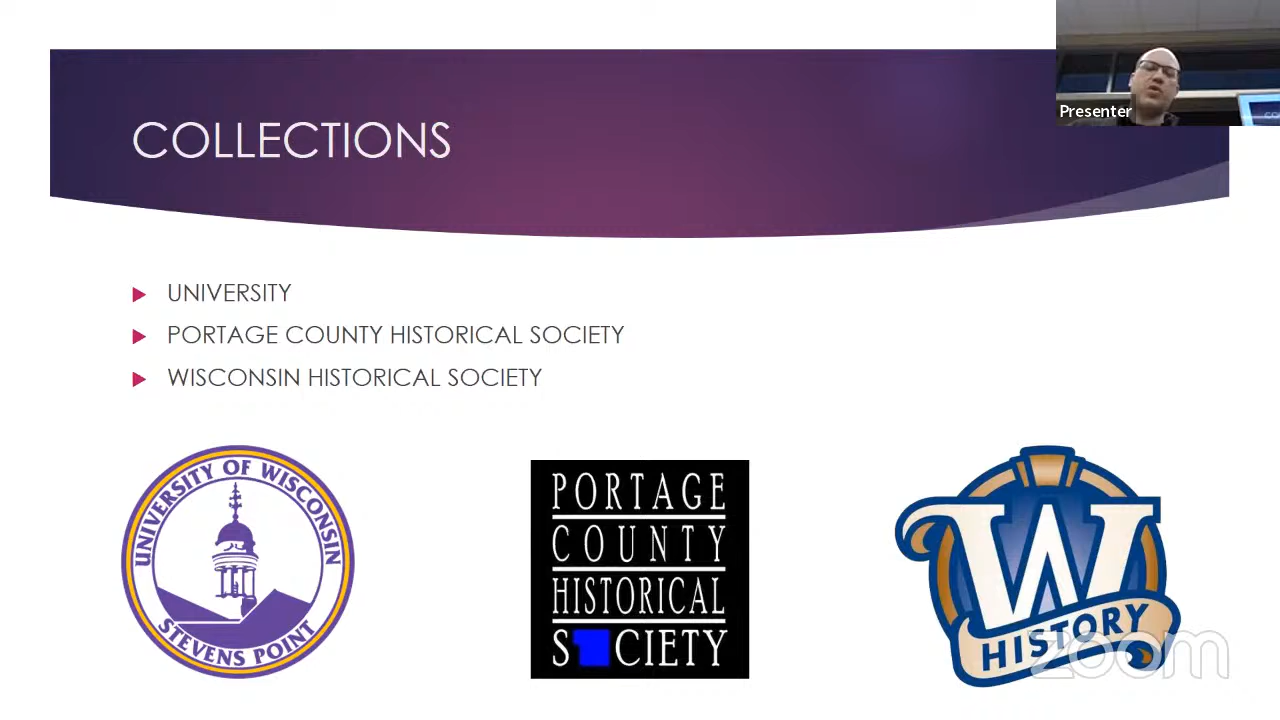 COLLECTIONS
Presenter
UNIVERSITY
PORTAGE COUNTY HISTORICAL SOCIETY
WISCONSIN HISTORICAL SOCIETY
UNIVERSITY OF WISCONSIN
STEVENS POINT
PORTAGE
COUNTY
HISTORICAL
S CIETY
W
HISTORY
zoom